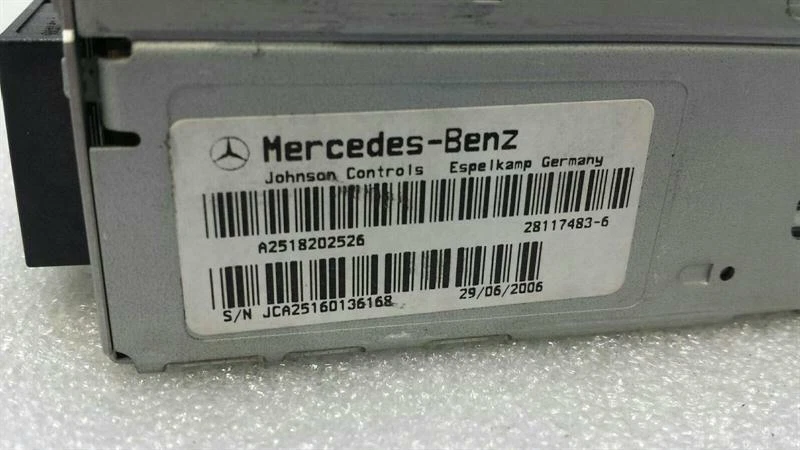 Mercedes-Benz
Johnson Controls Espelkamp Germany
A2518202526 28117483-6
S/N JCA25160136168 29/06/2006